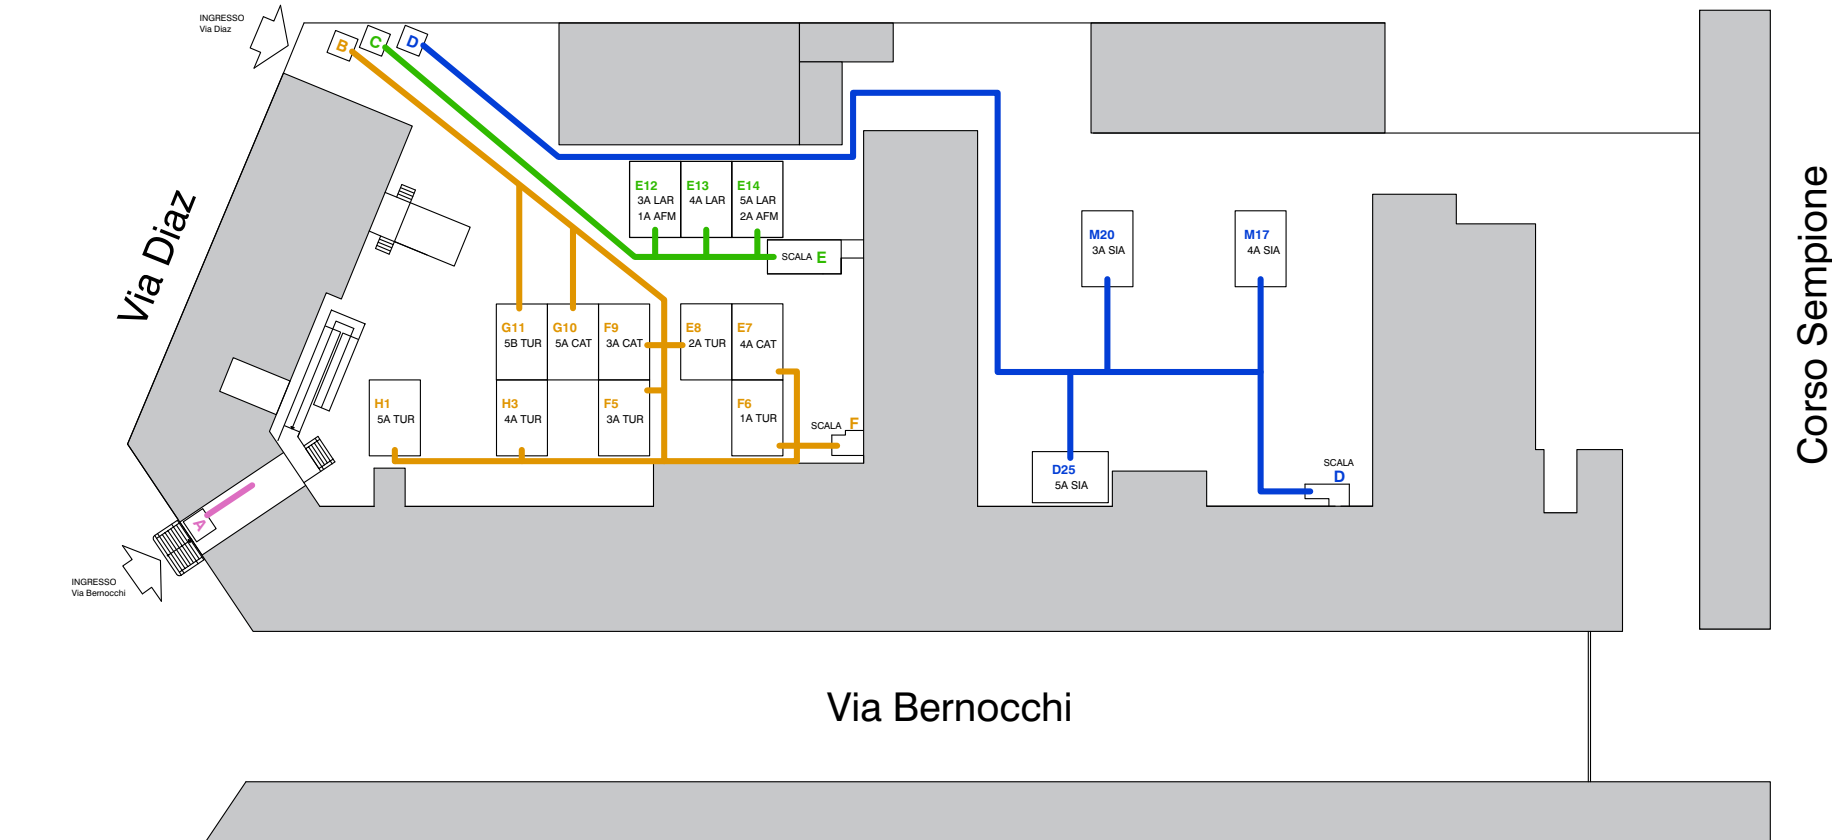 INGRESSO
Via Diaz
B
C
D
Via Diaz
E12
3A LAR
1A AFM
E13
4A LAR
E14
5A LAR
2A AFM
SCALA E
M20
3A SIA
M17
4A SIA
Corso Sempione
G11
5B TUR
G10
5A CAT
F9
3A CAT
E8
2A TUR
E7
4A CAT
H1
5A TUR
H3
4A TUR
F5
3A TUR
F6
1A TUR
SCALA F
D25
5A SIA
SCALA
D
A
INGRESSO
Via Bernocchi
Via Bernocchi